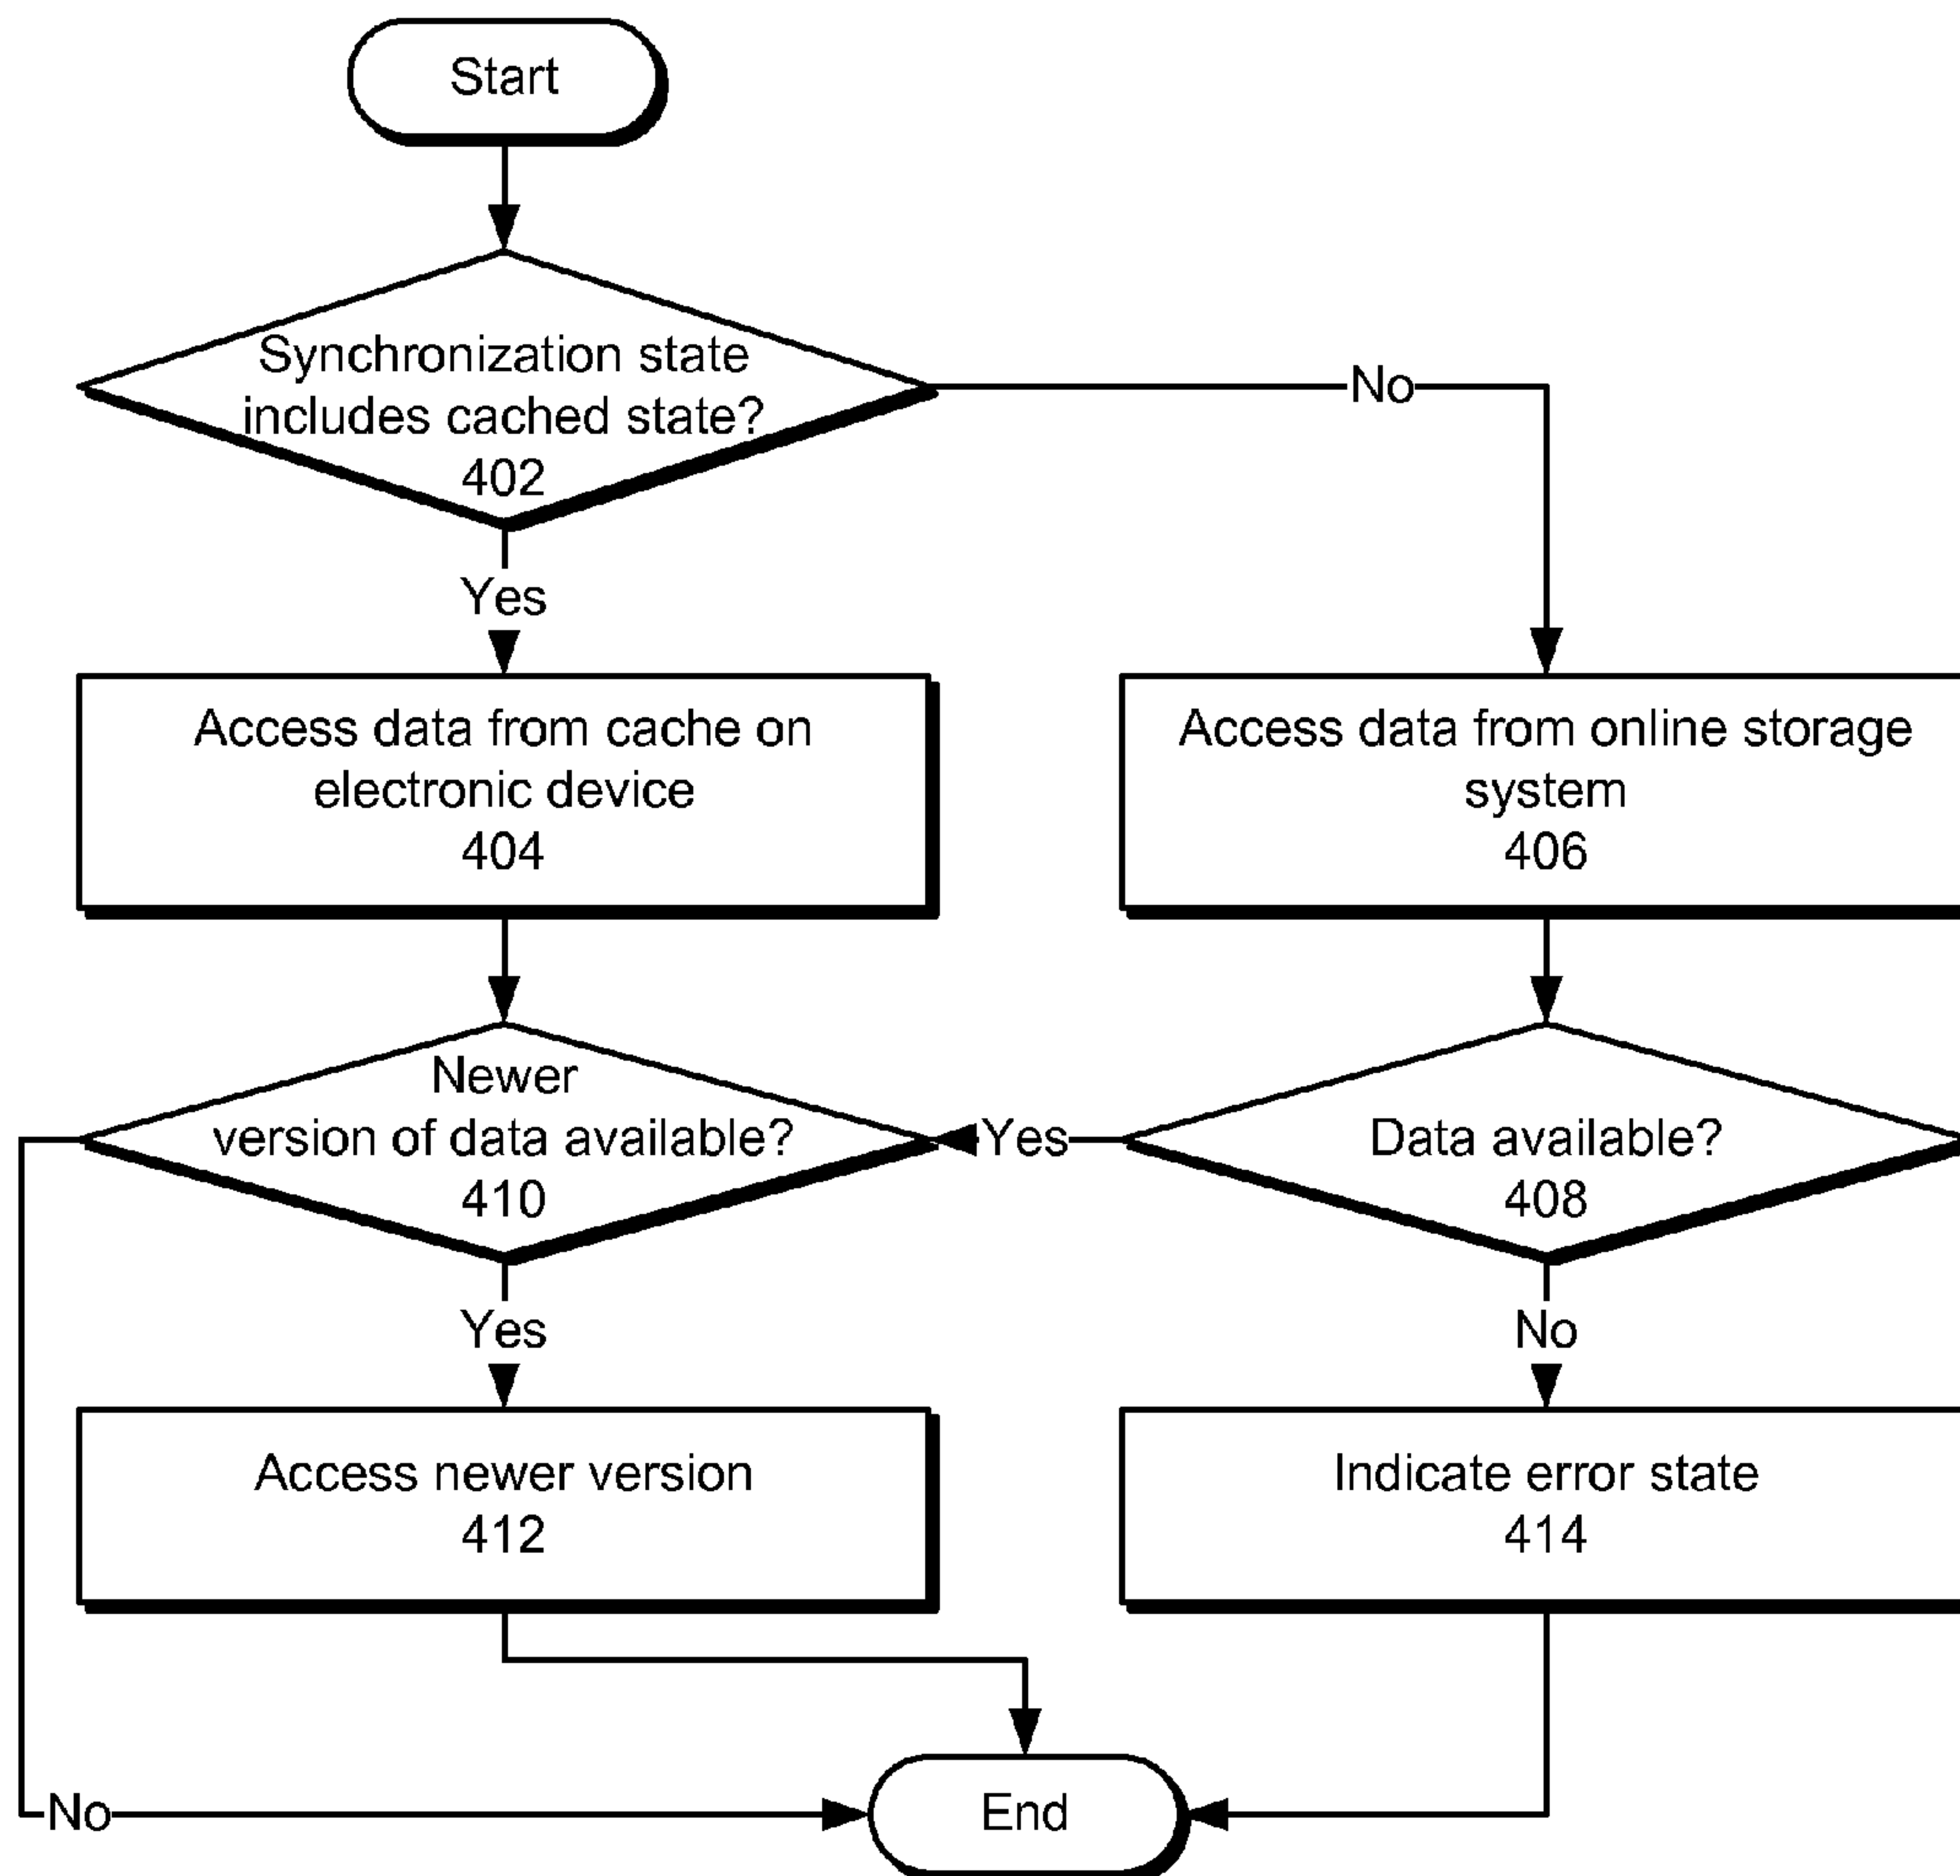 Start
Synchronization state
includes cached state?
402
No
Yes
Access data from cache on
electronic device
404
Access data from online storage
system
406
Newer
version of data available?
410
Yes
Data available?
408
Yes
No
Access newer version
412
Indicate error state
414
No
End